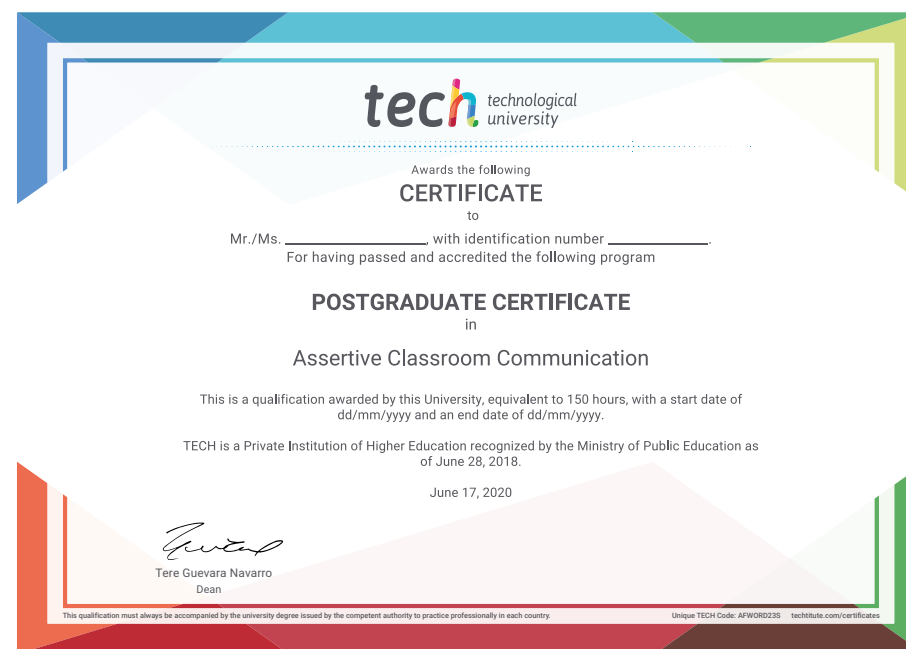 tech technological
university
Awards the following
CERTIFICATE
to
Mr./Ms. ____________________, with identification number ______________.
For having passed and accredited the following program
POSTGRADUATE CERTIFICATE
in
Assertive Classroom Communication
This is a qualification awarded by this University, equivalent to 150 hours, with a start date of
dd/mm/yyyy and an end date of dd/mm/yyyy.
TECH is a Private Institution of Higher Education recognized by the Ministry of Public Education as
of June 28, 2018.
June 17, 2020
Tere Guevara Navarro
Dean
This qualification must always be accompanied by the university degree issued by the competent authority to practice professionally in each country. Unique TECH Code: AFWORD23S techtitute.com/certificates